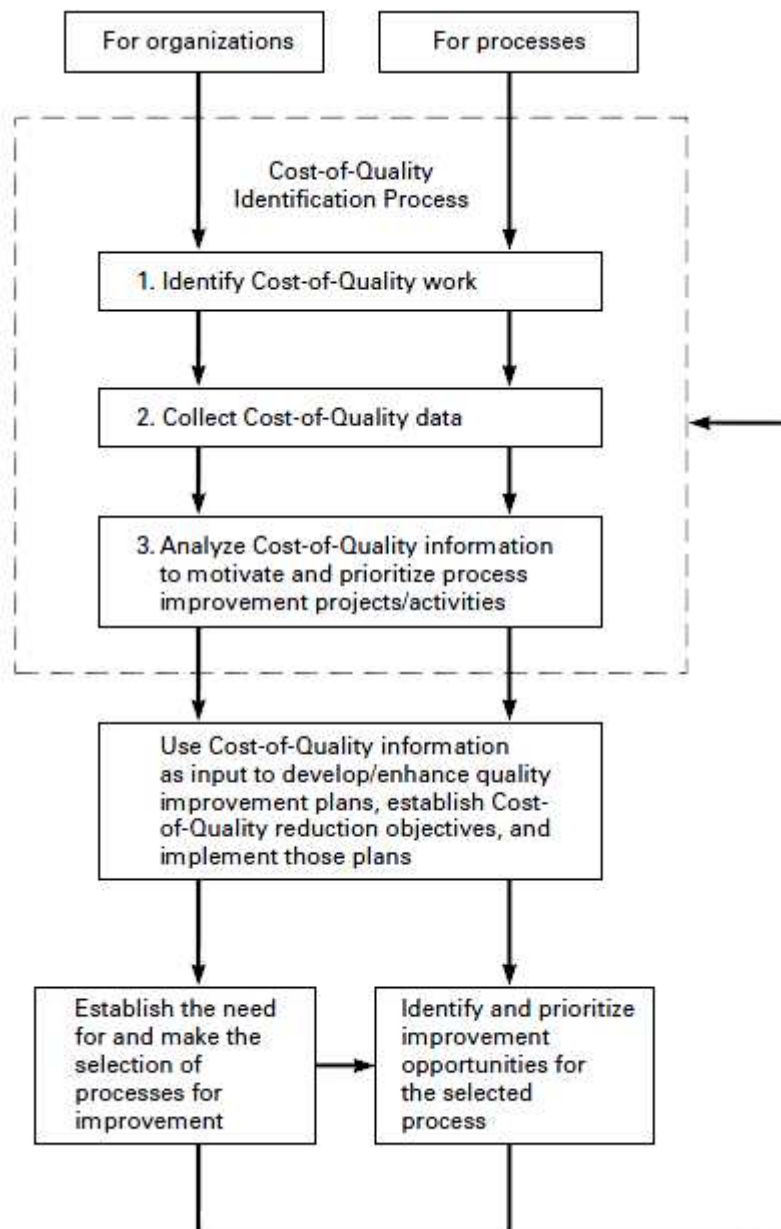 For organizations
For processes
Cost-of-Quality
Identification Process
1. Identify Cost-of-Quality work
2. Collect Cost-of-Quality data
3. Analyze Cost-of-Quality information
to motivate and prioritize process
improvement projects/activities
Use Cost-of-Quality information
as input to develop/enhance quality
improvement plans, establish Cost-
of-Quality reduction objectives, and
implement those plans
Establish the need
for and make the
selection of
processes for
improvement
Identify and prioritize
improvement
opportunities for
the selected
process